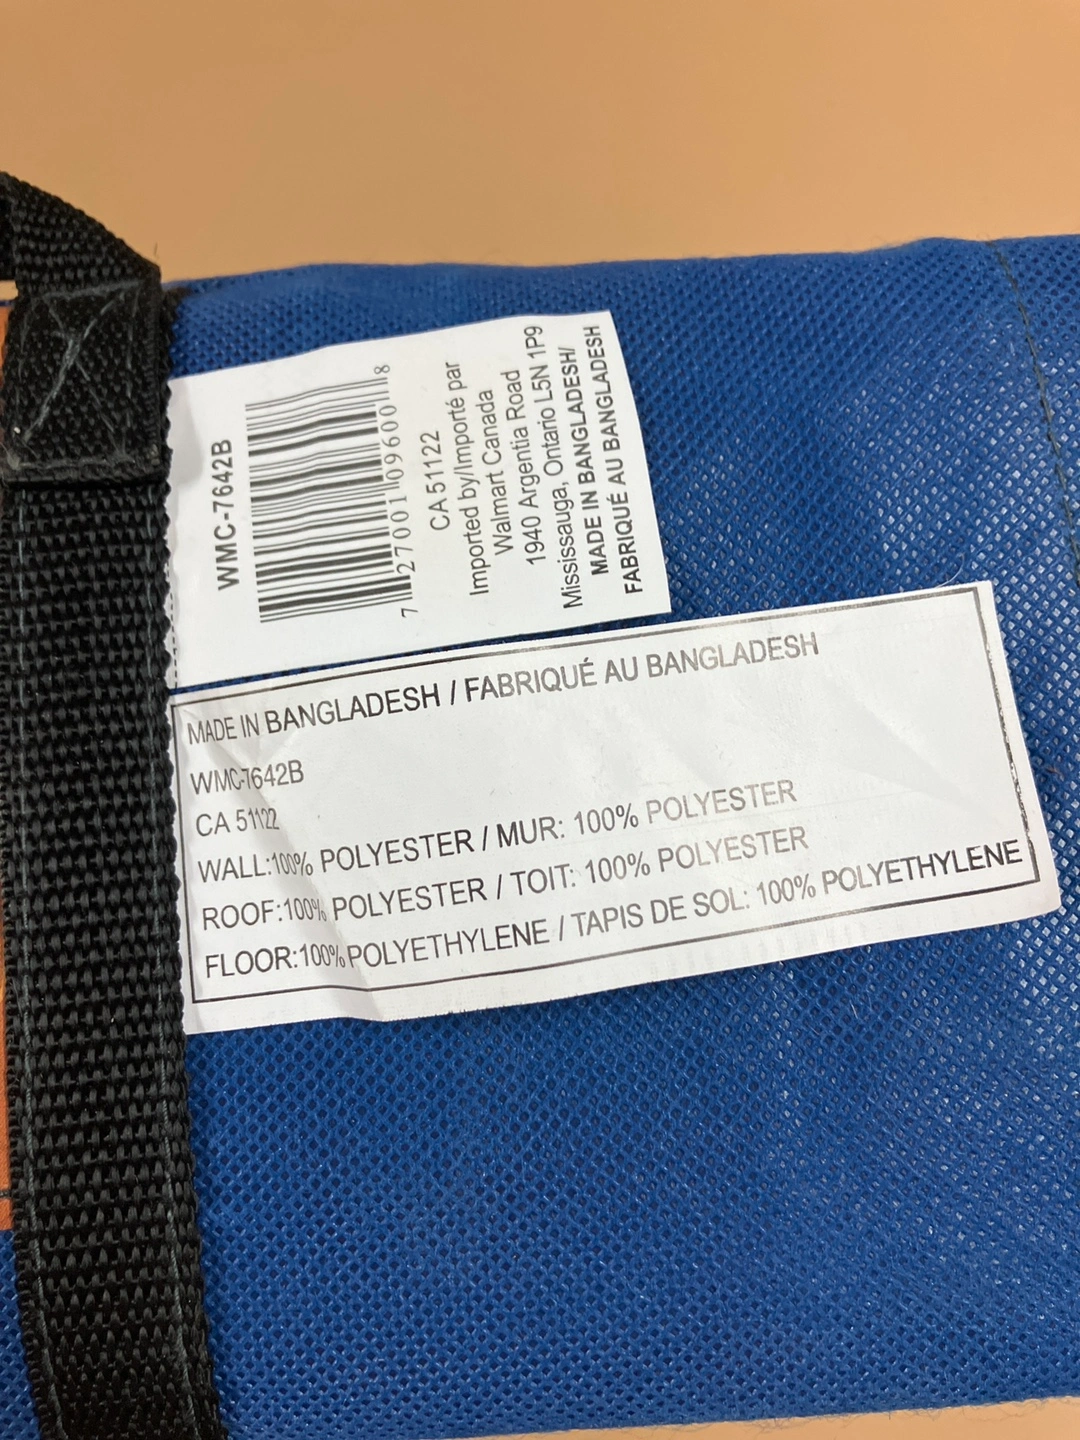 WMC-7642B
7 27001 09600 8
CA 51122
Imported by/Importé par
Walmart Canada
1940 Argentia Road
Mississauga, Ontario L5N 1P9
MADE IN BANGLADESH/
FABRIQUÉ AU BANGLADESH
MADE IN BANGLADESH / FABRIQUÉ AU BANGLADESH
WMC-7642B
CA 51122
WALL:100% POLYESTER / MUR: 100% POLYESTER
ROOF:100% POLYESTER / TOIT: 100% POLYESTER
FLOOR:100% POLYETHYLENE / TAPIS DE SOL: 100% POLYETHYLENE